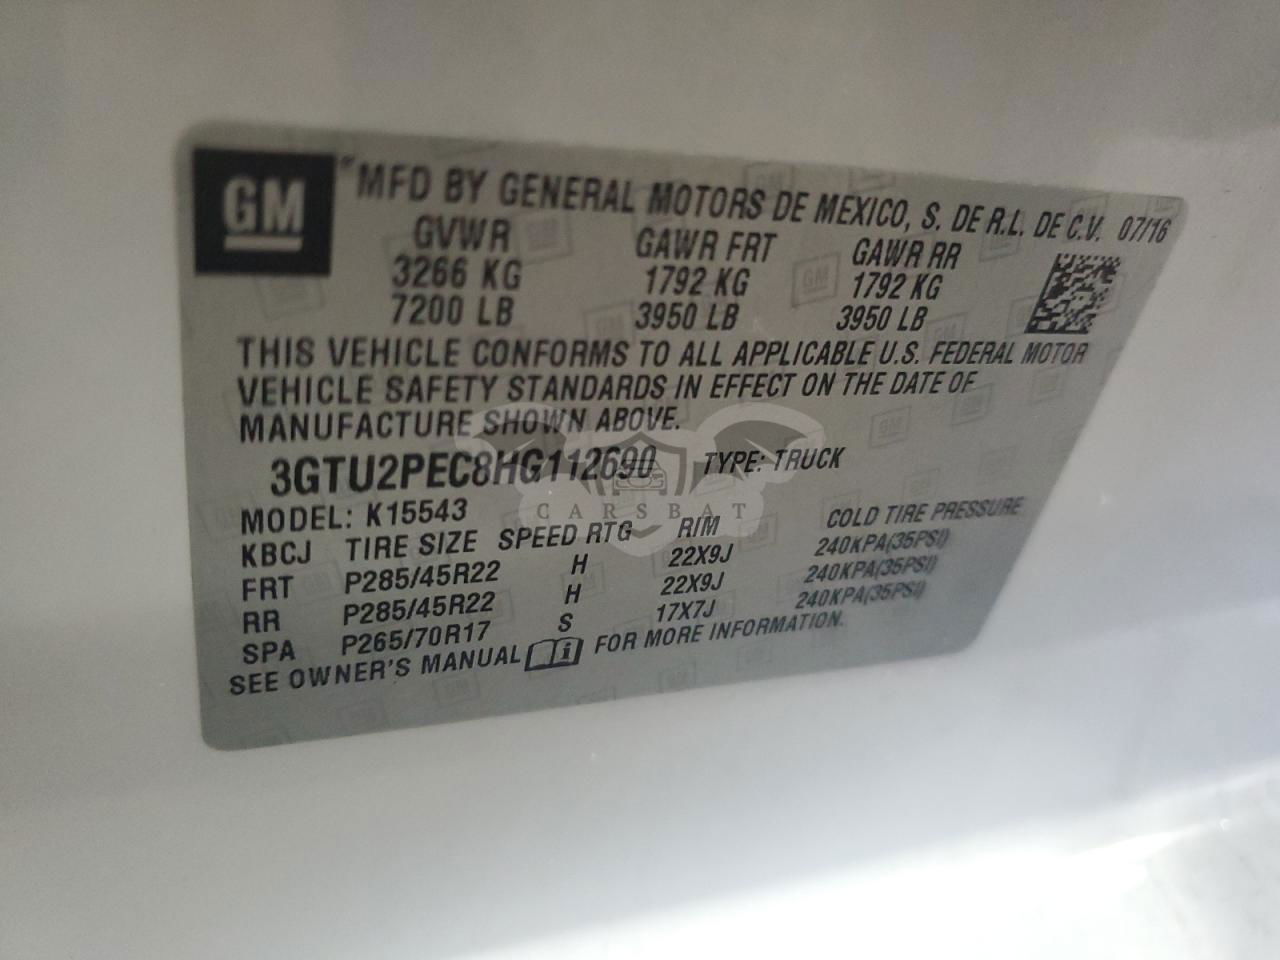 GM
*MFD BY GENERAL MOTORS DE MEXICO, S. DE R.L. DE C.V. 07/16
GVWR GAWR FRT GAWR RR
3266 KG 1792 KG 1792 KG
7200 LB 3950 LB 3950 LB
THIS VEHICLE CONFORMS TO ALL APPLICABLE U.S. FEDERAL MOTOR
VEHICLE SAFETY STANDARDS IN EFFECT ON THE DATE OF
MANUFACTURE SHOWN ABOVE.
3GTU2PEC8HG112690 TYPE: TRUCK
CARSBAT
MODEL: K15543
KBCJ TIRE SIZE SPEED RTG RIM COLD TIRE PRESSURE
FRT P285/45R22 H 22X9J 240KPA(35PSI)
RR P285/45R22 H 22X9J 240KPA(35PSI)
SPA P265/70R17 S 17X7J 240KPA(35PSI)
SEE OWNER'S MANUAL i FOR MORE INFORMATION.